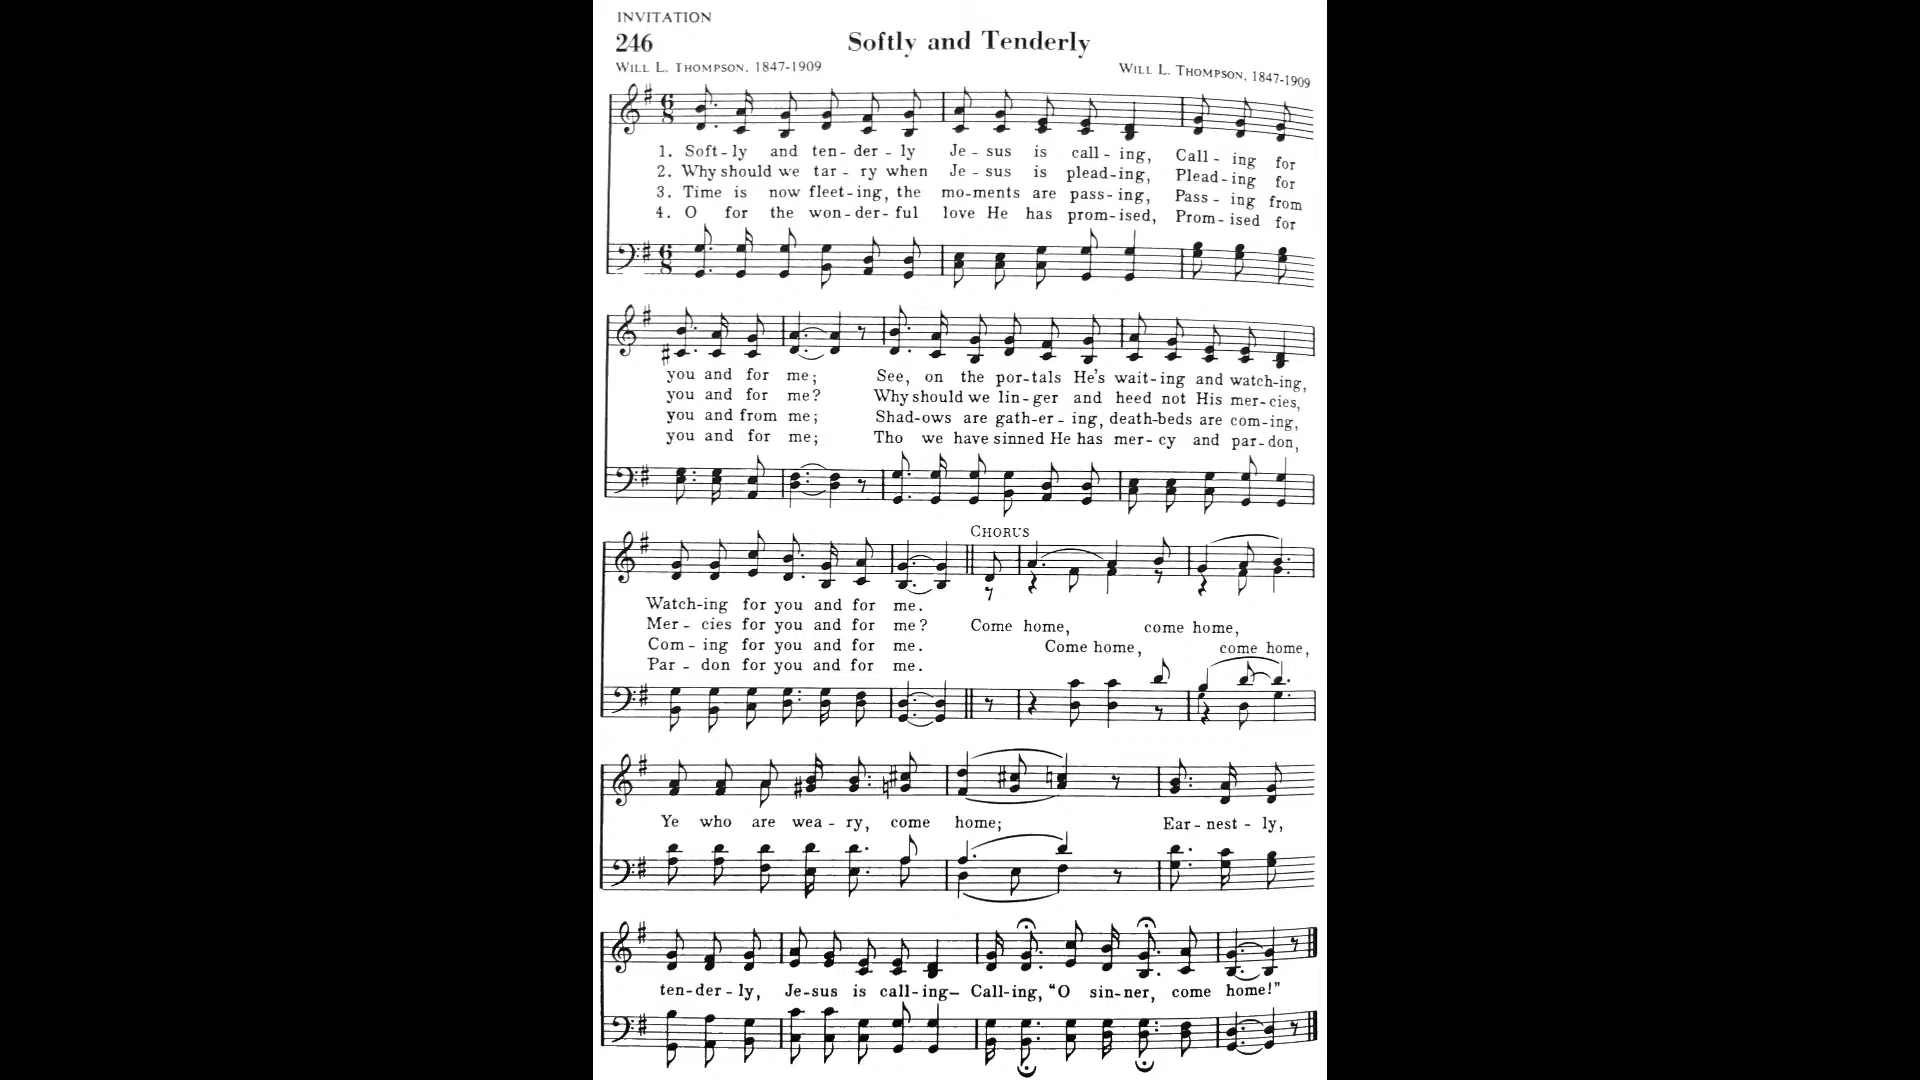 INVITATION
246
Softly and Tenderly
WILL L. THOMPSON, 1847-1909
WILL L. THOMPSON, 1847-1909
1. Soft-ly and ten-der-ly Je-sus is call-ing, Call-ing for
2. Why should we tar-ry when Je-sus is plead-ing, Plead-ing for
3. Time is now fleet-ing, the mo-ments are pass-ing, Pass-ing from
4. O for the won-der-ful love He has prom-ised, Prom-ised for
you and for me; See, on the por-tals He's wait-ing and watch-ing,
you and for me? Why should we lin-ger and heed not His mer-cies,
you and from me; Shad-ows are gath-er-ing, death-beds are com-ing,
you and for me; Tho we have sinned He has mer-cy and par-don,
CHORUS
Watch-ing for you and for me.
Mer-cies for you and for me? Come home, come home,
Com-ing for you and for me. Come home, come home,
Par-don for you and for me.
Ye who are wea-ry, come home; Ear-nest-ly,
ten-der-ly, Je-sus is call-ing— Call-ing, “O sin-ner, come home!”